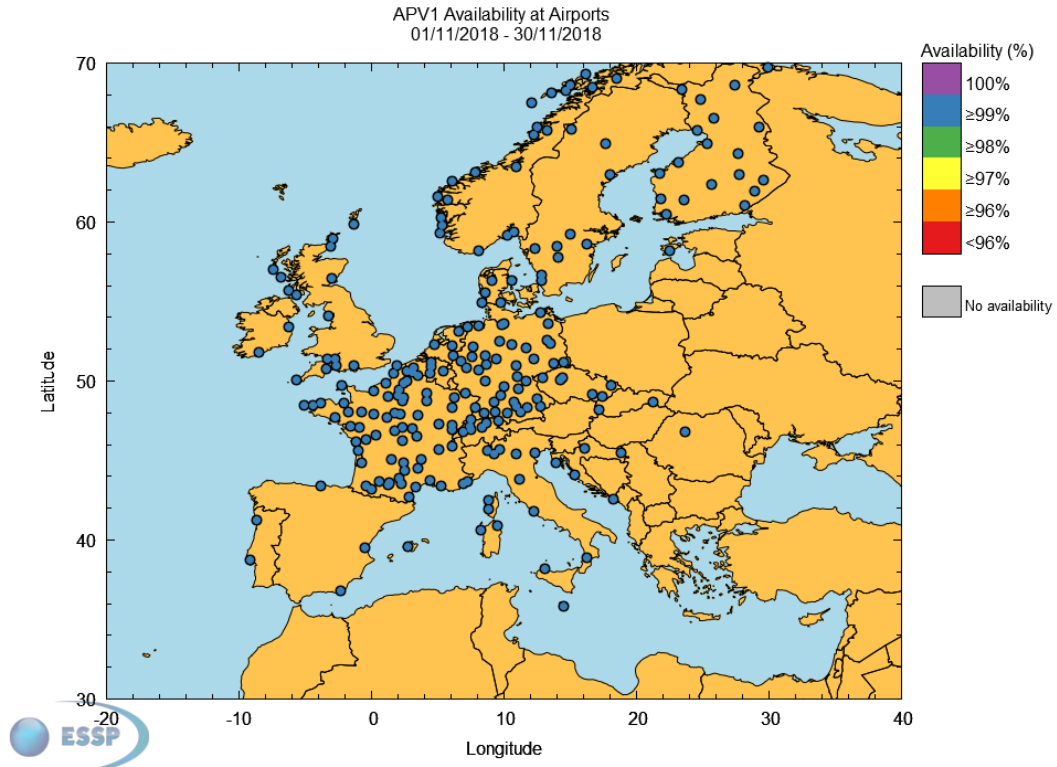 APV1 Availability at Airports
01/11/2018 - 30/11/2018
Availability (%)
100%
≥99%
≥98%
≥97%
≥96%
<96%
No availability
70
60
50
40
30
Latitude
-20
-10
0
10
20
30
40
Longitude
ESSP